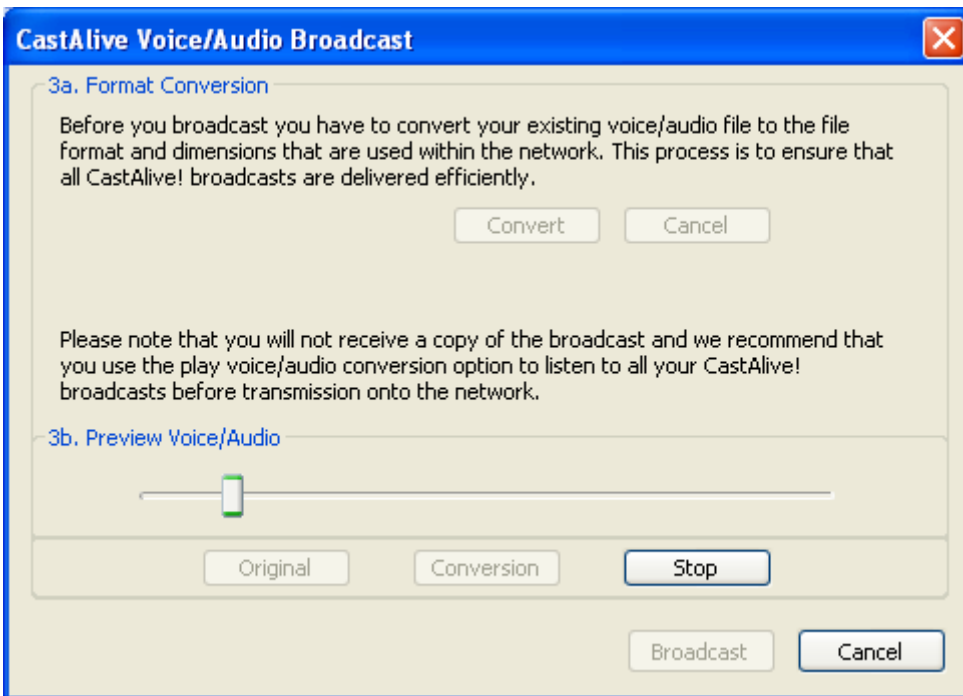 CastAlive Voice/Audio Broadcast
3a. Format Conversion
Before you broadcast you have to convert your existing voice/audio file to the file
format and dimensions that are used within the network. This process is to ensure that
all CastAlive! broadcasts are delivered efficiently.
Convert Cancel
Please note that you will not receive a copy of the broadcast and we recommend that
you use the play voice/audio conversion option to listen to all your CastAlive!
broadcasts before transmission onto the network.
3b. Preview Voice/Audio
Original Conversion Stop
Broadcast Cancel